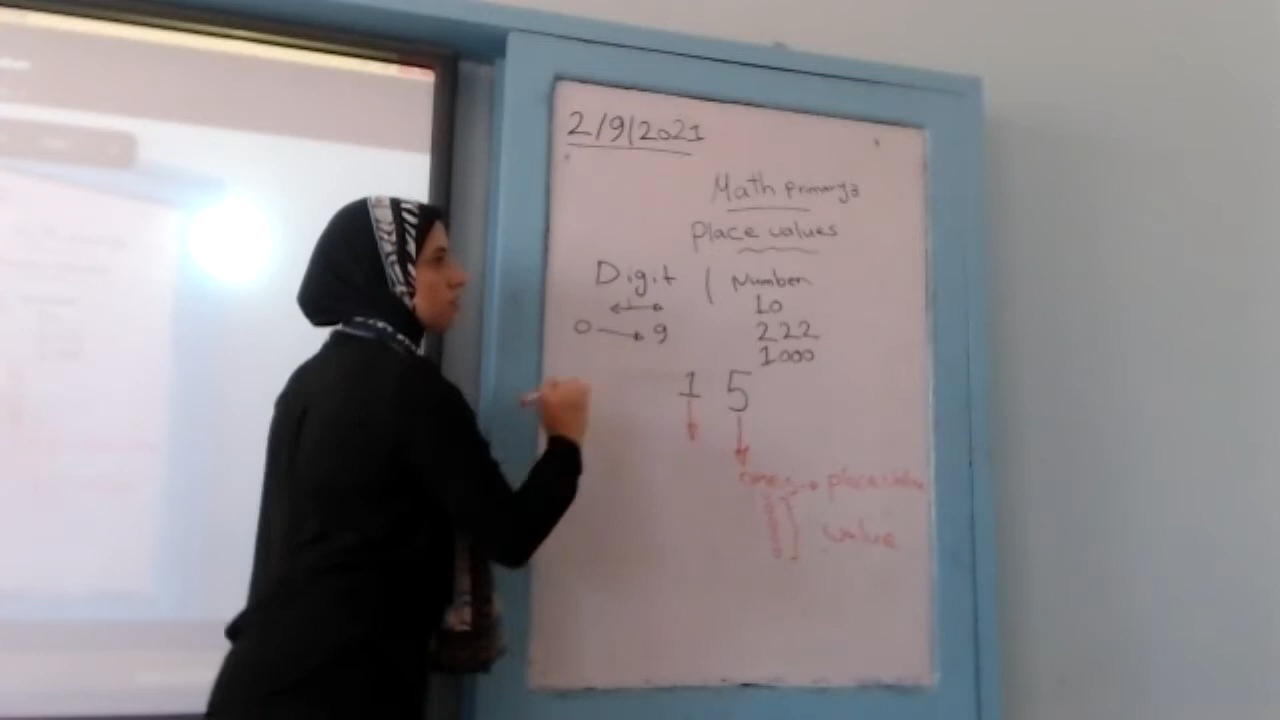 2/9/2021
Math primary 3
Place values
Digit | Number
10
0 → 9 222
1000
1 5
ones → place value
value